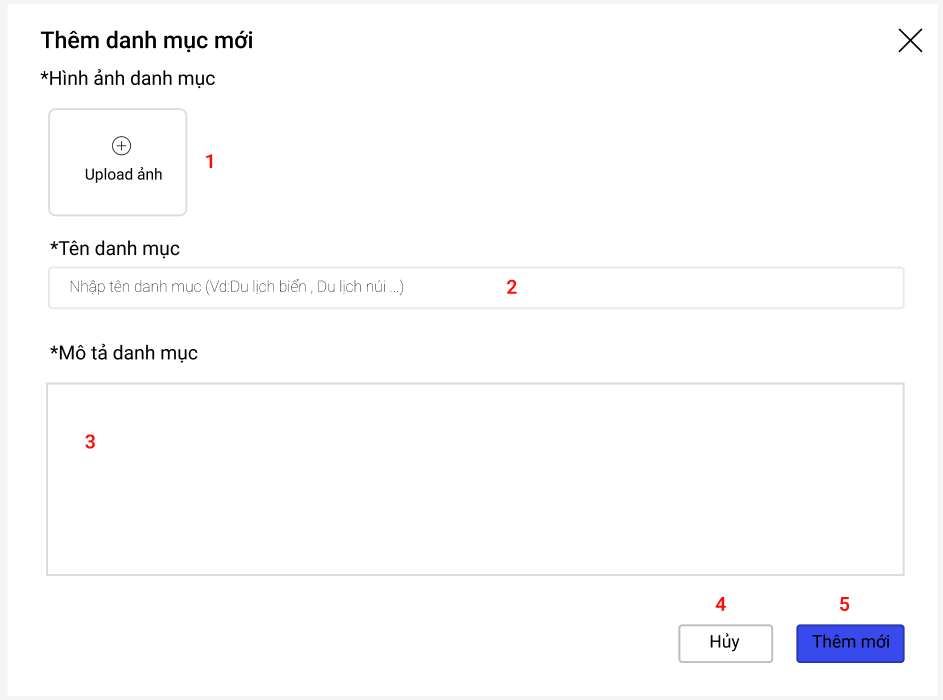 Thêm danh mục mới
*Hình ảnh danh mục
Upload ảnh
1
*Tên danh mục
Nhập tên danh mục (Vd:Du lịch biển , Du lịch núi ...)
2
*Mô tả danh mục
3
4
5
Hủy
Thêm mới